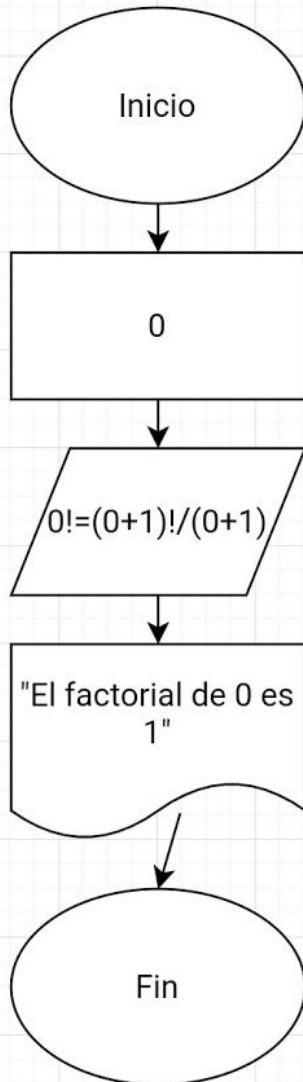 Inicio
0
0!=(0+1)!/(0+1)
"El factorial de 0 es
1"
Fin